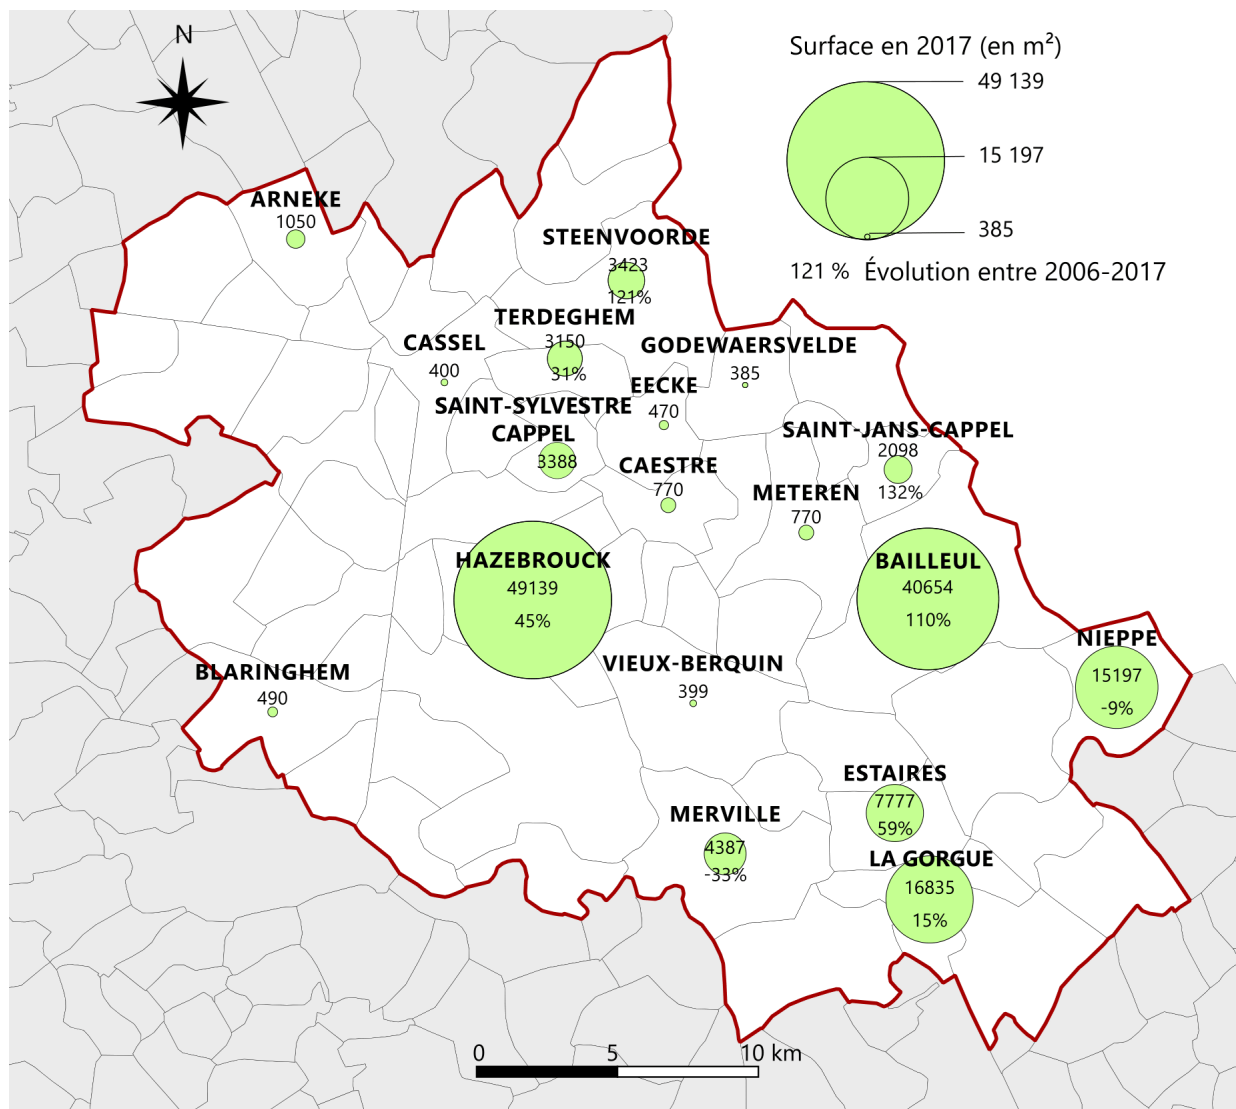 N
Surface en 2017 (en m²)
49 139
15 197
385
121 % Évolution entre 2006-2017
ARNEKE
1050
STEENVOORDE
3423
121%
TERDEGHEM
3150
31%
CASSEL
400
GODEWAERSVELDE
385
EECKE
470
SAINT-SYLVESTRE
CAPPEL
3388
SAINT-JANS-CAPPEL
2098
132%
CAESTRE
770
METEREN
770
HAZEBROUCK
49139
45%
BAILLEUL
40654
110%
NIEPPE
15197
-9%
BLARINGHEM
490
VIEUX-BERQUIN
399
ESTAIRES
7777
59%
MERVILLE
4387
-33%
LA GORGUE
16835
15%
0 5 10 km